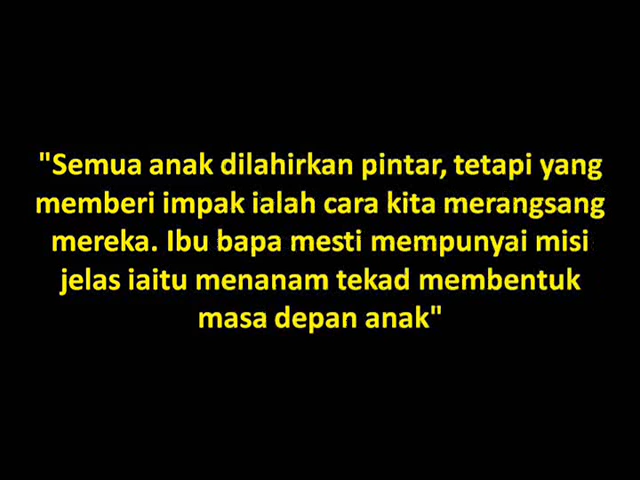 "Semua anak dilahirkan pintar, tetapi yang
memberi impak ialah cara kita merangsang
mereka. Ibu bapa mesti mempunyai misi
jelas iaitu menanam tekad membentuk
masa depan anak"